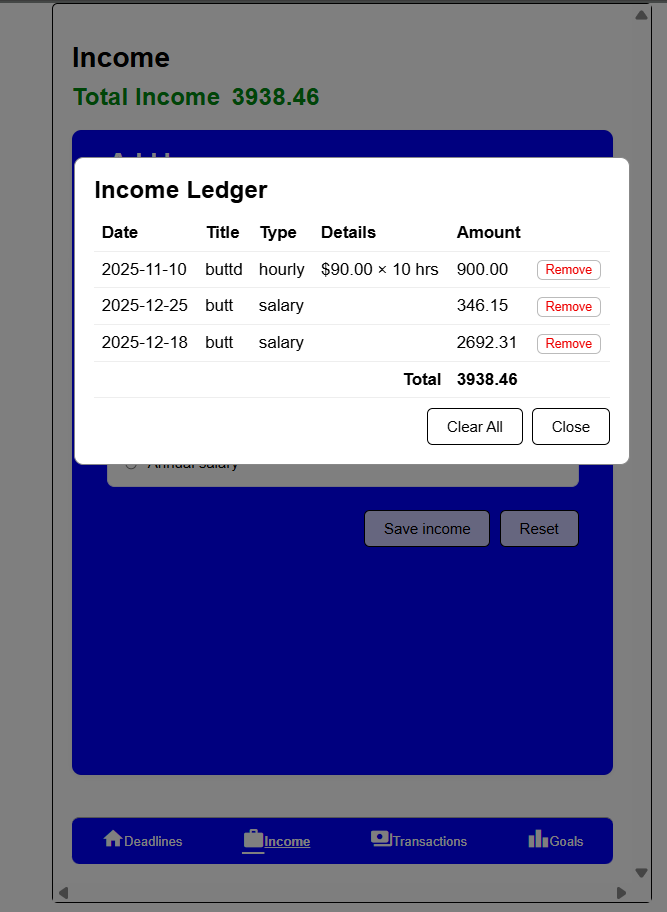 Income
Total Income 3938.46
Income Ledger
Date Title Type Details Amount
2025-11-10 buttd hourly $90.00 × 10 hrs 900.00 Remove
2025-12-25 butt salary 346.15 Remove
2025-12-18 butt salary 2692.31 Remove
Total 3938.46
Clear All Close
Annual salary
Save income Reset
Deadlines Income Transactions Goals